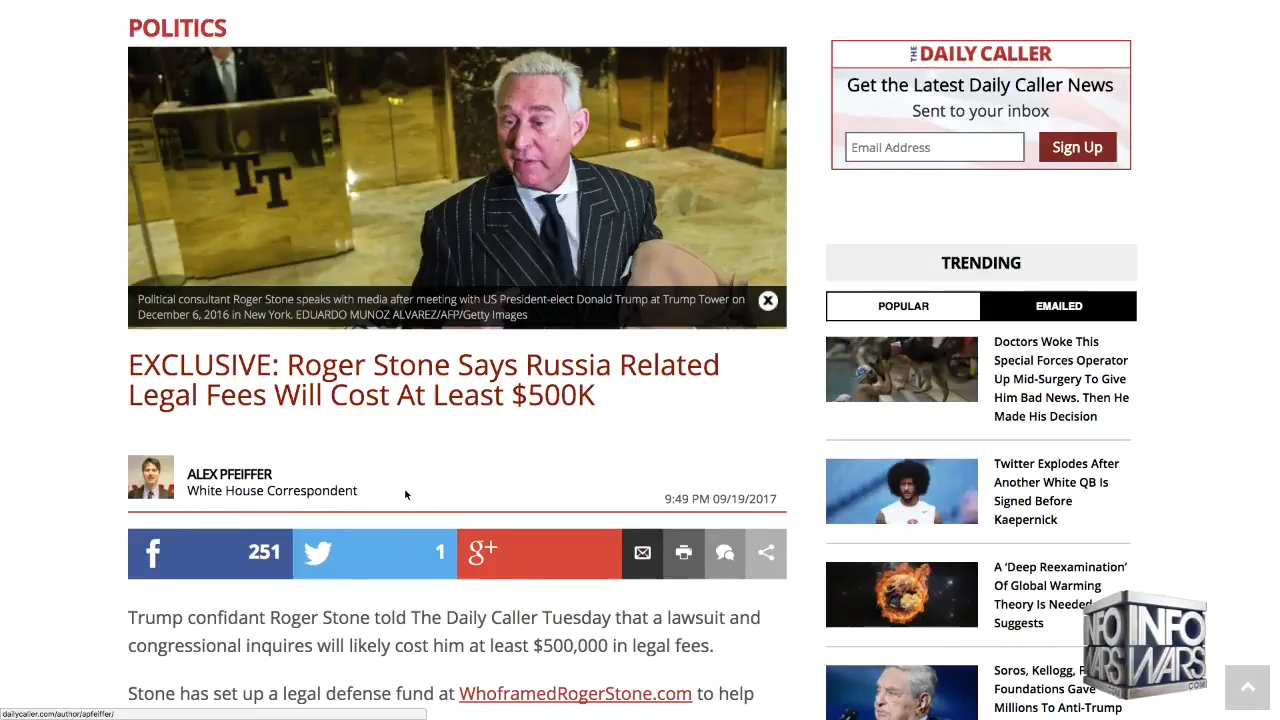 POLITICS
TT
Political consultant Roger Stone speaks with media after meeting with US President-elect Donald Trump at Trump Tower on
December 6, 2016 in New York. EDUARDO MUNOZ ALVAREZ/AFP/Getty Images
EXCLUSIVE: Roger Stone Says Russia Related
Legal Fees Will Cost At Least $500K
ALEX PFEIFFER
White House Correspondent
9:49 PM 09/19/2017
251
1
g+
Trump confidant Roger Stone told The Daily Caller Tuesday that a lawsuit and
congressional inquires will likely cost him at least $500,000 in legal fees.
Stone has set up a legal defense fund at WhoframedRogerStone.com to help
dailycaller.com/author/apfeiffer/
THE DAILY CALLER
Get the Latest Daily Caller News
Sent to your inbox
Email Address
Sign Up
TRENDING
POPULAR
EMAILED
Doctors Woke This
Special Forces Operator
Up Mid-Surgery To Give
Him Bad News. Then He
Made His Decision
Twitter Explodes After
Another White QB Is
Signed Before
Kaepernick
A ‘Deep Reexamination’
Of Global Warming
Theory Is Needed
Suggests
Soros, Kellogg,
Foundations Gave
Millions To Anti-Trump
INFO INFO
WARS WARS
.COM